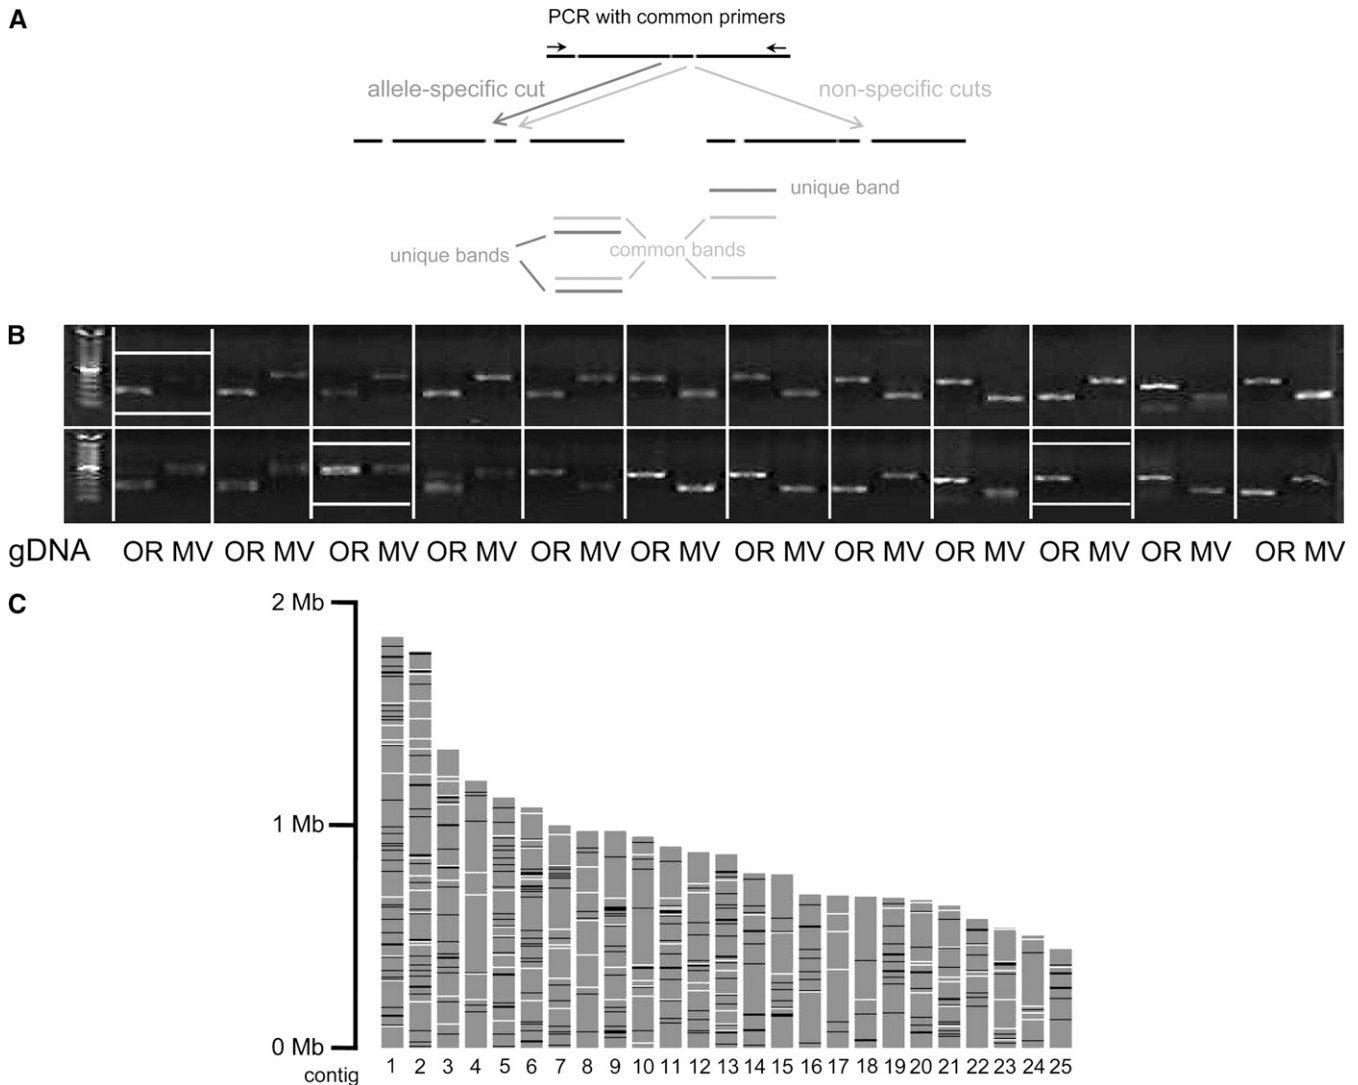 A
PCR with common primers
allele-specific cut
non-specific cuts
unique band
common bands
unique bands
B
gDNA OR MV OR MV OR MV OR MV OR MV OR MV OR MV OR MV OR MV OR MV OR MV OR MV
C
2 Mb
1 Mb
0 Mb
1 2 3 4 5 6 7 8 9 10 11 12 13 14 15 16 17 18 19 20 21 22 23 24 25
contig